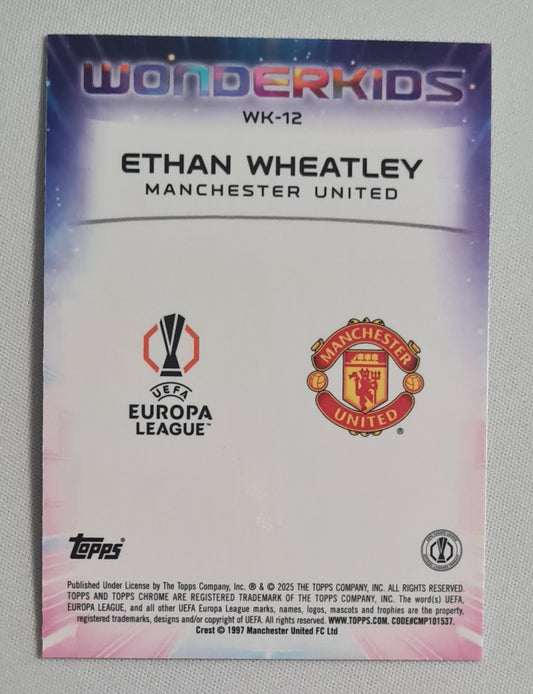 WONDERKIDS
WK-12
ETHAN WHEATLEY
MANCHESTER UNITED
UEFA
EUROPA
LEAGUE™
MANCHESTER
UNITED
®
topps®
Published Under License by The Topps Company, Inc. ® & © 2025 THE TOPPS COMPANY, INC. ALL RIGHTS RESERVED.
TOPPS AND TOPPS CHROME ARE REGISTERED TRADEMARK OF THE TOPPS COMPANY, INC. The word(s) UEFA,
EUROPA LEAGUE, and all other UEFA Europa League marks, names, logos, mascots and trophies are the property,
registered trademarks, designs and/or copyright of UEFA. All rights reserved. WWW.TOPPS.COM. CODE#CMP101537.
Crest © 1997 Manchester United FC Ltd